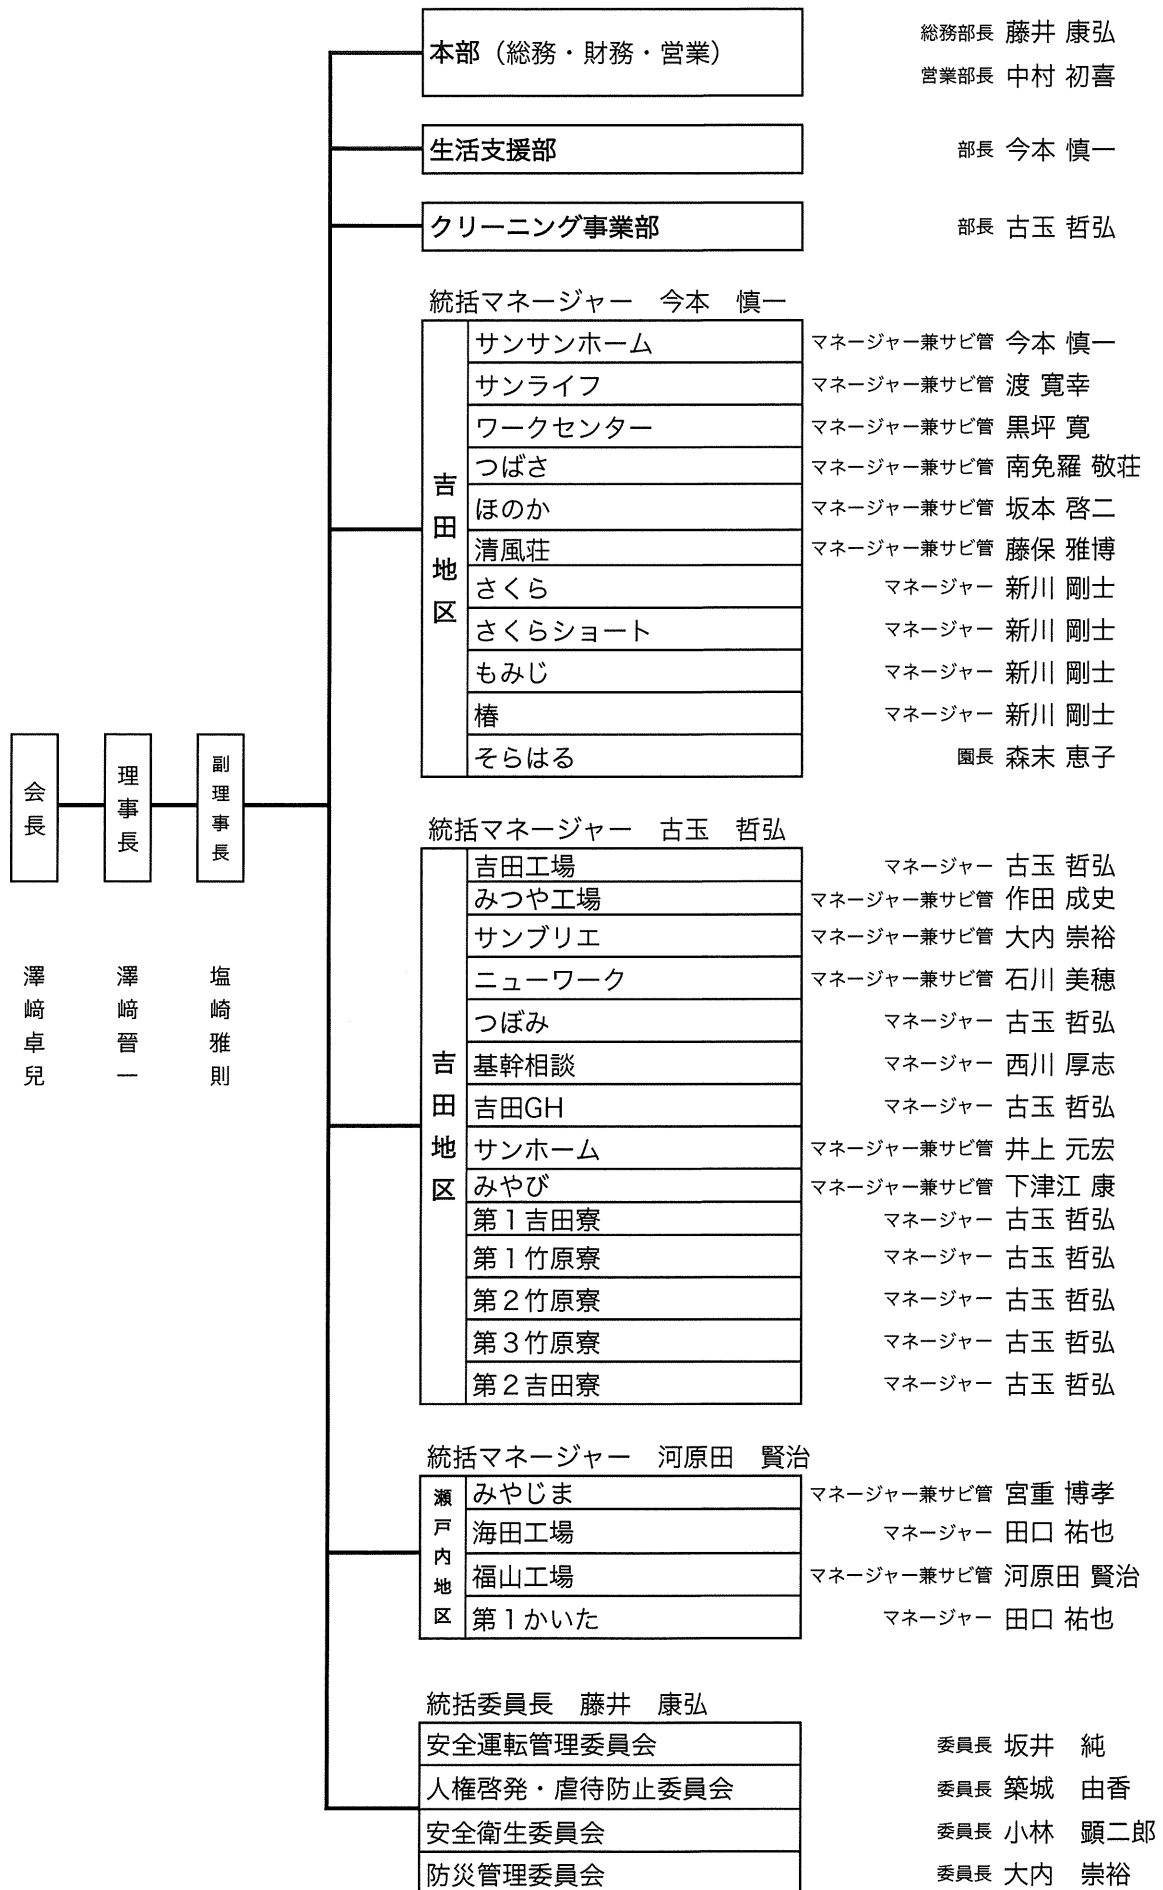 本部（総務・財務・営業）
総務部長 藤井 康弘
営業部長 中村 初喜
生活支援部 部長 今本 慎一
クリーニング事業部 部長 古玉 哲弘
統括マネージャー 今本 慎一
吉田地区
サンサンホーム マネージャー兼サビ管 今本 慎一
サンライフ マネージャー兼サビ管 渡 寛幸
ワークセンター マネージャー兼サビ管 黒坪 寛
つばさ マネージャー兼サビ管 南免羅 敬荘
ほのか マネージャー兼サビ管 坂本 啓二
清風荘 マネージャー兼サビ管 藤保 雅博
さくら マネージャー 新川 剛士
さくらショート マネージャー 新川 剛士
もみじ マネージャー 新川 剛士
椿 マネージャー 新川 剛士
そらはる 園長 森末 恵子
会長
理事長
副理事長
澤﨑卓兒
澤﨑晉一
塩崎雅則
統括マネージャー 古玉 哲弘
吉田地区
吉田工場 マネージャー 古玉 哲弘
みつや工場 マネージャー兼サビ管 作田 成史
サンブリエ マネージャー兼サビ管 大内 崇裕
ニューワーク マネージャー兼サビ管 石川 美穂
つぼみ マネージャー 古玉 哲弘
基幹相談 マネージャー 西川 厚志
吉田GH マネージャー 古玉 哲弘
サンホーム マネージャー兼サビ管 井上 元宏
みやび マネージャー兼サビ管 下津江 康
第１吉田寮 マネージャー 古玉 哲弘
第１竹原寮 マネージャー 古玉 哲弘
第２竹原寮 マネージャー 古玉 哲弘
第３竹原寮 マネージャー 古玉 哲弘
第２吉田寮 マネージャー 古玉 哲弘
統括マネージャー 河原田 賢治
瀬戸内地区
みやじま マネージャー兼サビ管 宮重 博孝
海田工場 マネージャー 田口 祐也
福山工場 マネージャー兼サビ管 河原田 賢治
第１かいた マネージャー 田口 祐也
統括委員長 藤井 康弘
安全運転管理委員会 委員長 坂井 純
人権啓発・虐待防止委員会 委員長 築城 由香
安全衛生委員会 委員長 小林 顕二郎
防災管理委員会 委員長 大内 崇裕